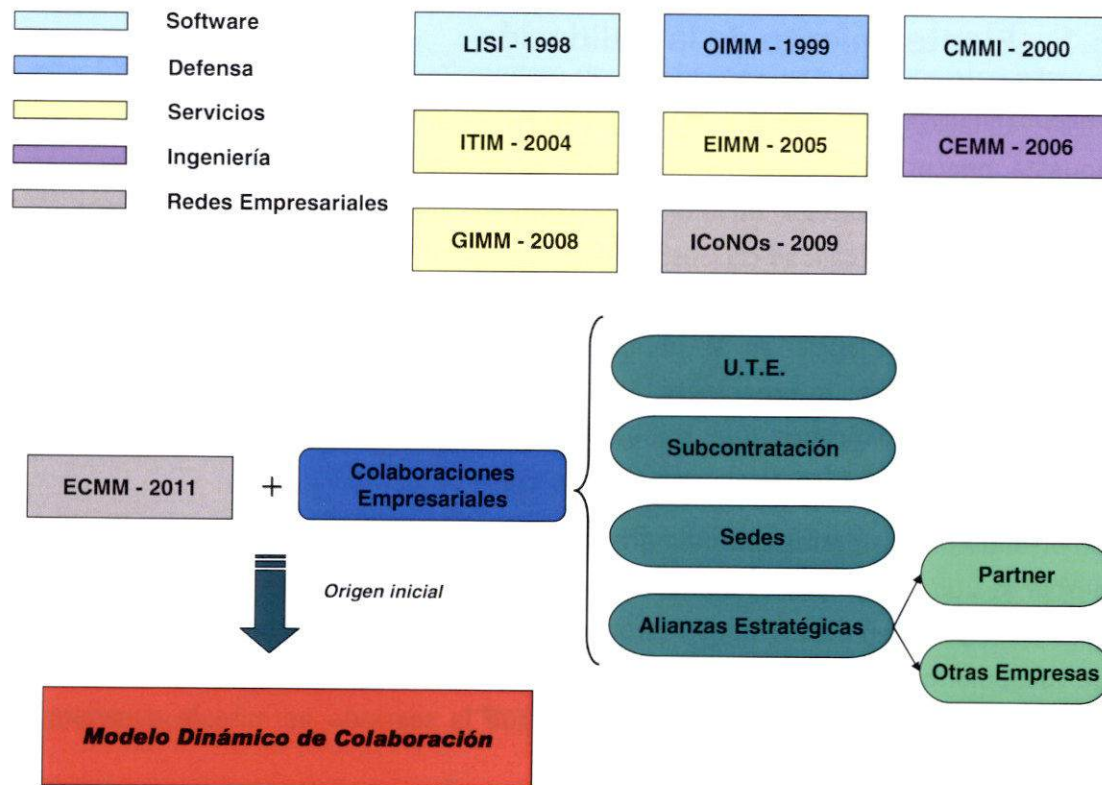 Software
Defensa
Servicios
Ingeniería
Redes Empresariales
LISI - 1998
OIMM - 1999
CMMI - 2000
ITIM - 2004
EIMM - 2005
CEMM - 2006
GIMM - 2008
ICoNOs - 2009
ECMM - 2011
+
Colaboraciones
Empresariales
U.T.E.
Subcontratación
Sedes
Alianzas Estratégicas
Partner
Otras Empresas
Origen inicial
Modelo Dinámico de Colaboración